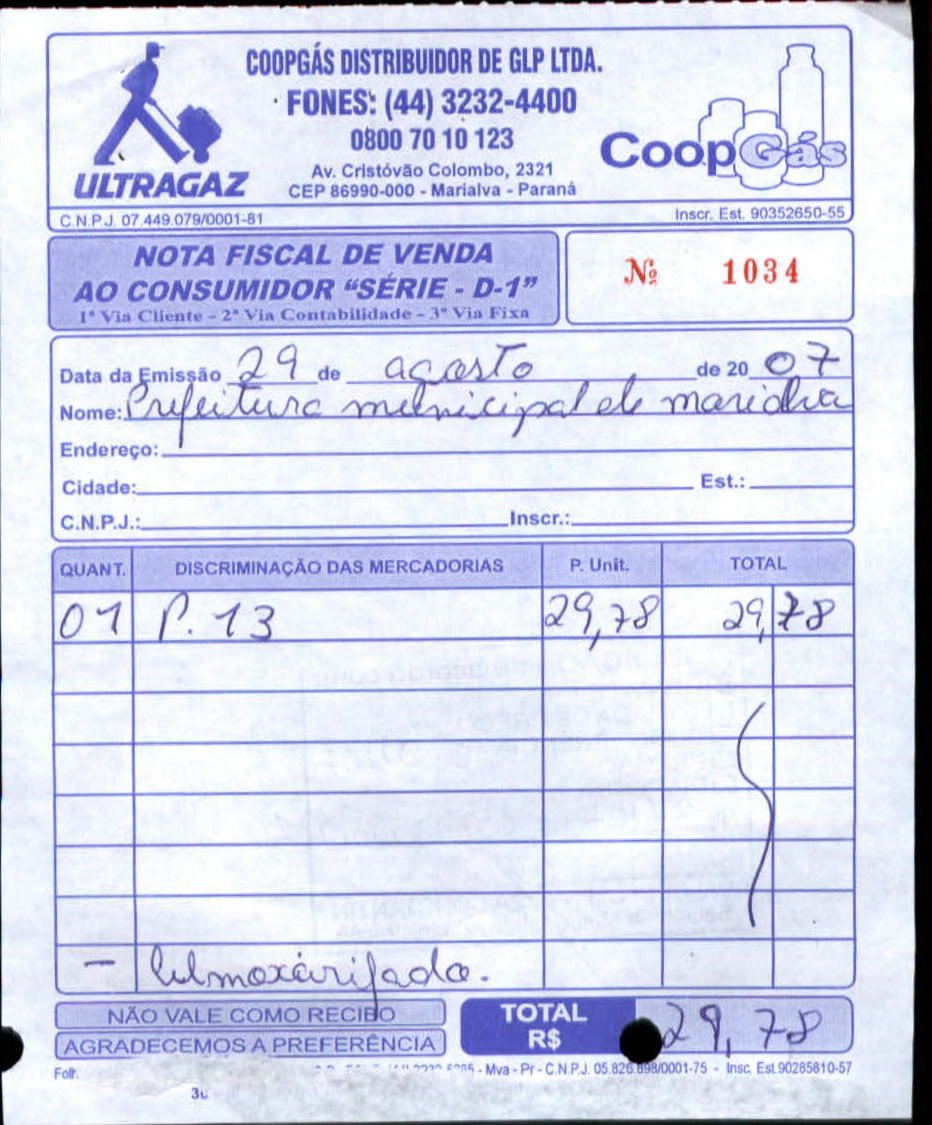 COOPGÁS DISTRIBUIDOR DE GLP LTDA.
FONES: (44) 3232-4400
0800 70 10 123
Av. Cristóvão Colombo, 2321
CEP 86990-000 - Marialva - Paraná
ULTRAGAZ
CoopGás
C.N.P.J. 07.449.079/0001-81
Inscr. Est. 90352650-55
NOTA FISCAL DE VENDA
AO CONSUMIDOR “SÉRIE - D-1”
1ª Via Cliente - 2ª Via Contabilidade - 3ª Via Fixa
Nº 1034
Data da Emissão 29 de agosto de 20 07
Nome: Prefeitura municipal de
Endereço:
Cidade: Est.:
C.N.P.J.: Inscr.:
QUANT. DISCRIMINAÇÃO DAS MERCADORIAS P. Unit. TOTAL
01 P. 13 29,78 29,78
NÃO VALE COMO RECIBO
AGRADECEMOS A PREFERÊNCIA
TOTAL
R$ 29,78
- Mva - Pr - C.N.P.J. 05.826.698/0001-75 - Insc. Est.90285810-57